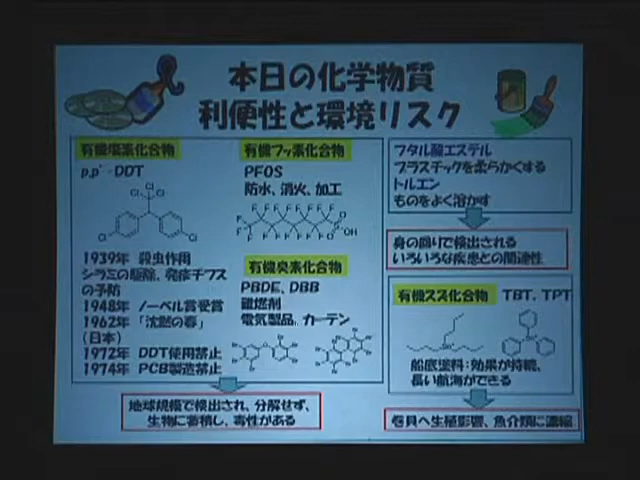 本日の化学物質
利便性と環境リスク
有機塩素化合物
p,p'-DDT
Cl
Cl
Cl
Cl
Cl
1939年 殺虫作用
シラミの駆除、発疹チフス
の予防
1948年 ノーベル賞受賞
1962年 「沈黙の春」
(日本)
1972年 DDT使用禁止
1974年 PCB製造禁止
有機フッ素化合物
PFOS
防水、消火、加工
F F F F F F F F
OH
有機臭素化合物
PBDE、DBB
難燃剤
電気製品、カーテン
地球規模で検出され、分解せず、
生物に蓄積し、毒性がある
フタル酸エステル
プラスチックを柔らかくする
トルエン
ものをよく溶かす
身の回りで検出される
いろいろな疾患との関連性
有機スズ化合物
TBT、TPT
船底塗料:効果が持続、
長い航海ができる
巻貝へ生殖影響、魚介類に濃縮